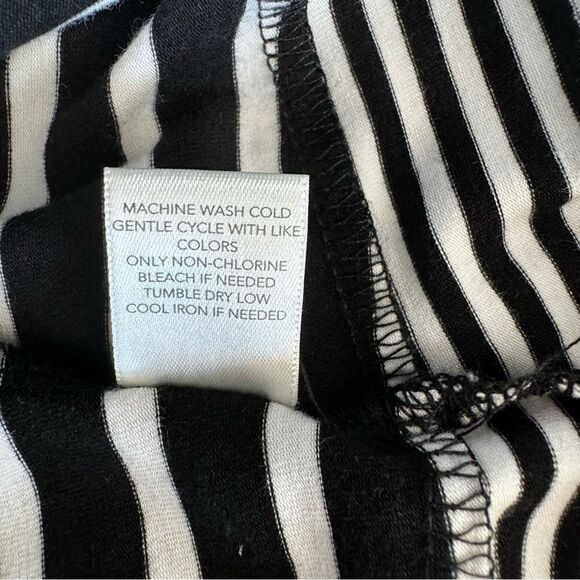 MACHINE WASH COLD
GENTLE CYCLE WITH LIKE
COLORS
ONLY NON-CHLORINE
BLEACH IF NEEDED
TUMBLE DRY LOW
COOL IRON IF NEEDED